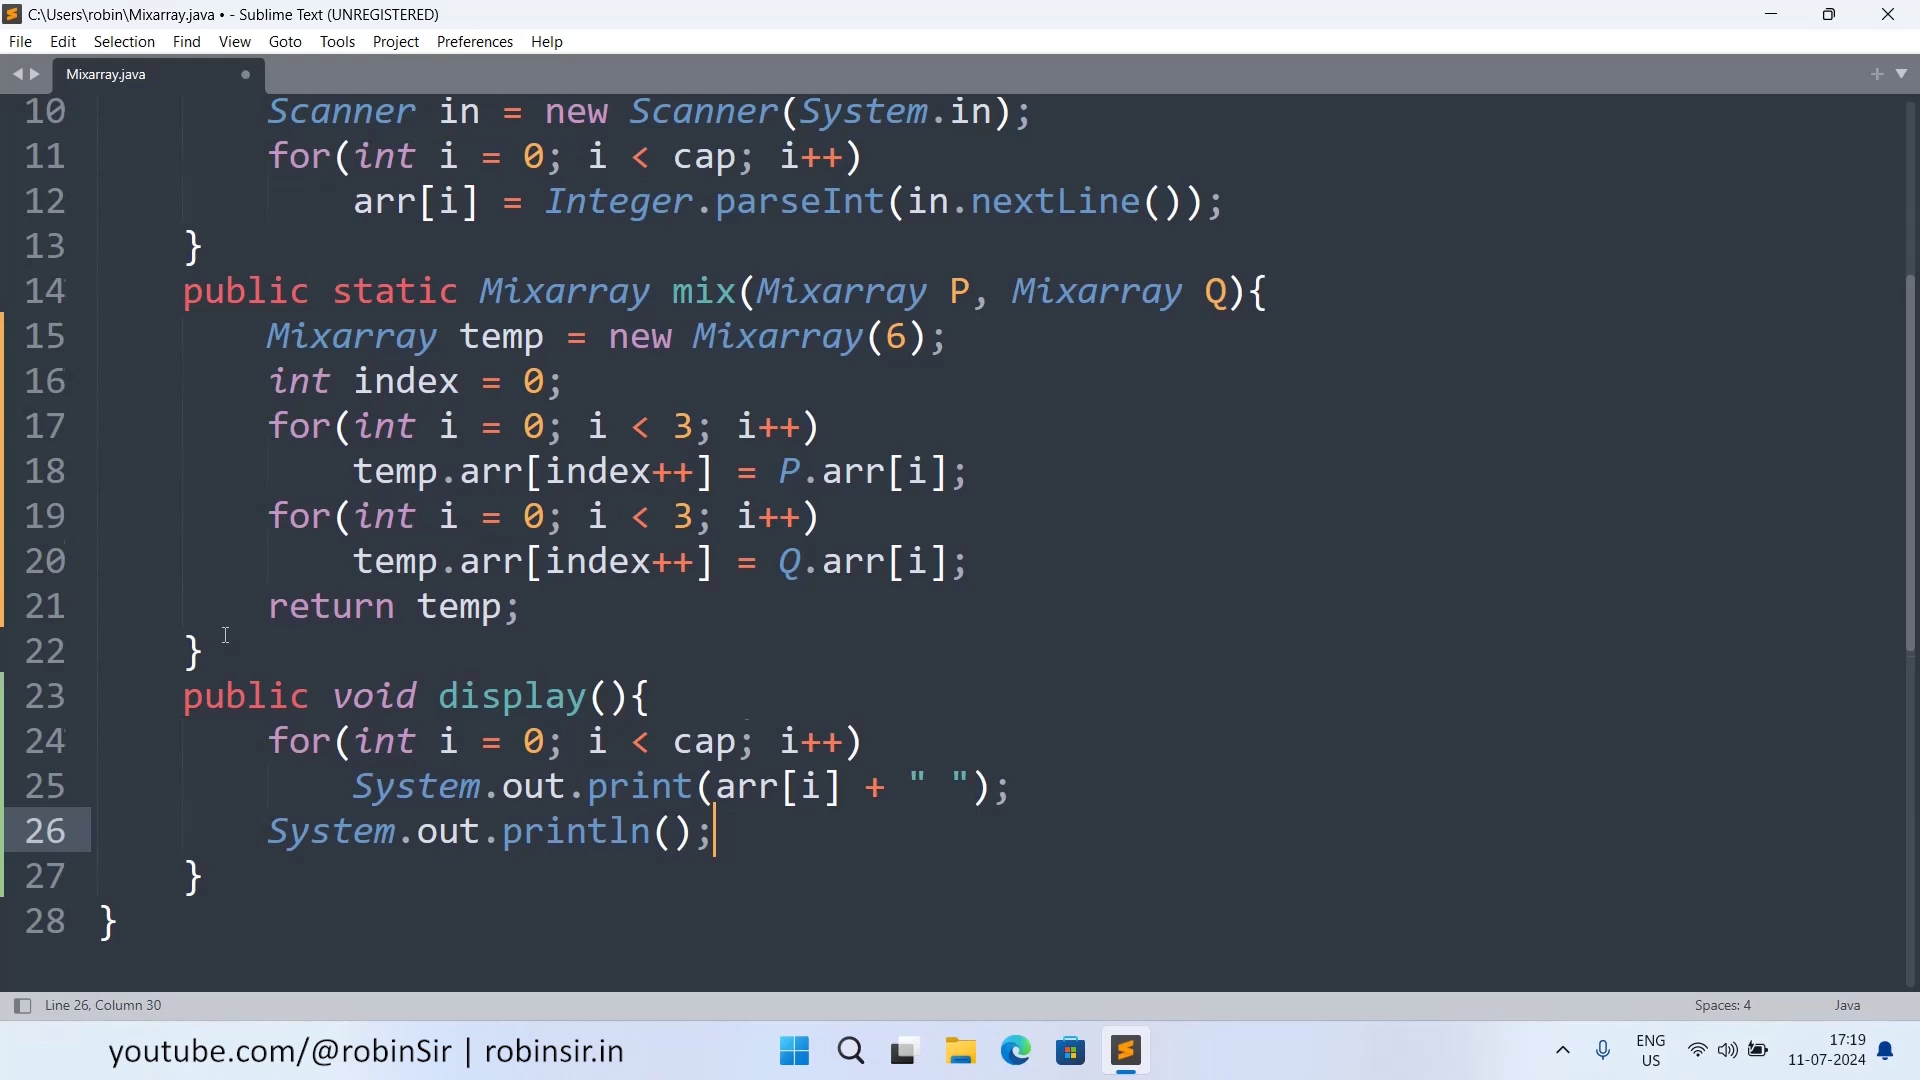 C:\Users\robin\Mixarray.java • - Sublime Text (UNREGISTERED)
File Edit Selection Find View Goto Tools Project Preferences Help
Mixarray.java
10 Scanner in = new Scanner(System.in);
11 for(int i = 0; i < cap; i++)
12 arr[i] = Integer.parseInt(in.nextLine());
13 }
14 public static Mixarray mix(Mixarray P, Mixarray Q){
15 Mixarray temp = new Mixarray(6);
16 int index = 0;
17 for(int i = 0; i < 3; i++)
18 temp.arr[index++] = P.arr[i];
19 for(int i = 0; i < 3; i++)
20 temp.arr[index++] = Q.arr[i];
21 return temp;
22 }
23 public void display(){
24 for(int i = 0; i < cap; i++)
25 System.out.print(arr[i] + " ");
26 System.out.println();
27 }
28 }
Line 26, Column 30 Spaces: 4 Java
youtube.com/@robinSir | robinsir.in
ENG
US
17:19
11-07-2024